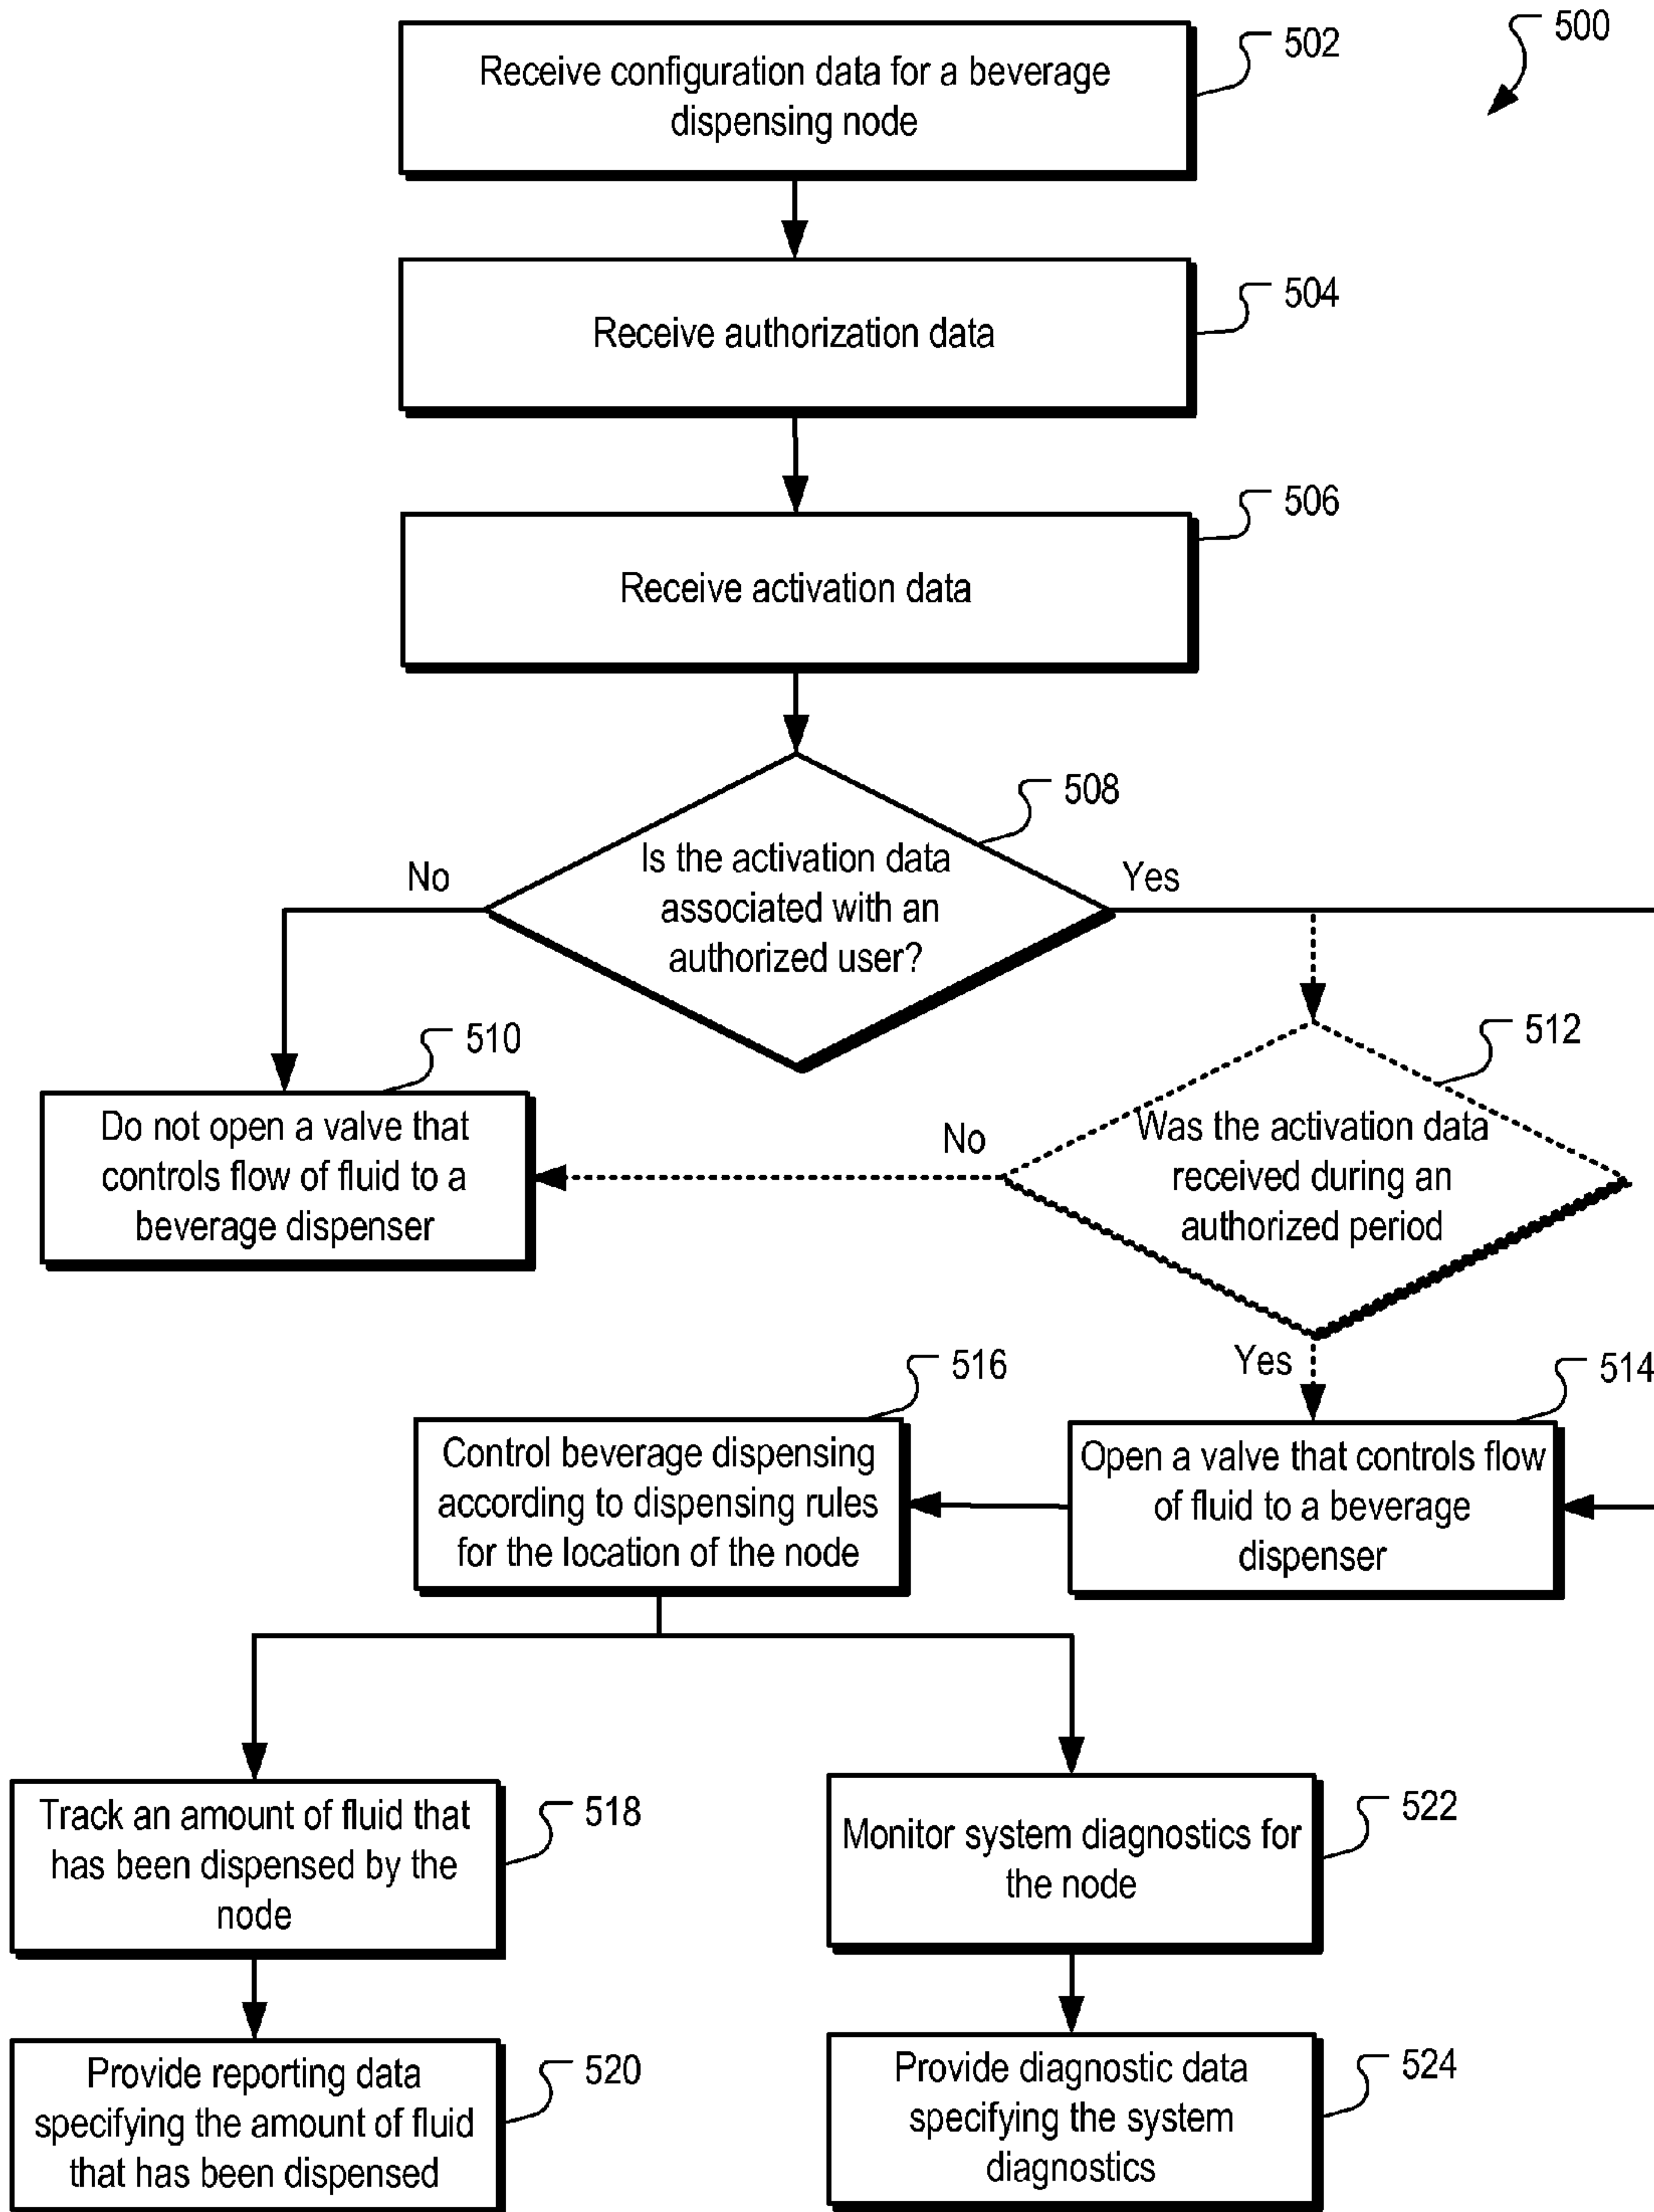 500
502
Receive configuration data for a beverage
dispensing node
504
Receive authorization data
506
Receive activation data
508
Is the activation data
associated with an
authorized user?
No
Yes
510
Do not open a valve that
controls flow of fluid to a
beverage dispenser
512
Was the activation data
received during an
authorized period
No
Yes
514
Open a valve that controls flow
of fluid to a beverage
dispenser
516
Control beverage dispensing
according to dispensing rules
for the location of the node
518
Track an amount of fluid that
has been dispensed by the
node
520
Provide reporting data
specifying the amount of fluid
that has been dispensed
522
Monitor system diagnostics for
the node
524
Provide diagnostic data
specifying the system
diagnostics